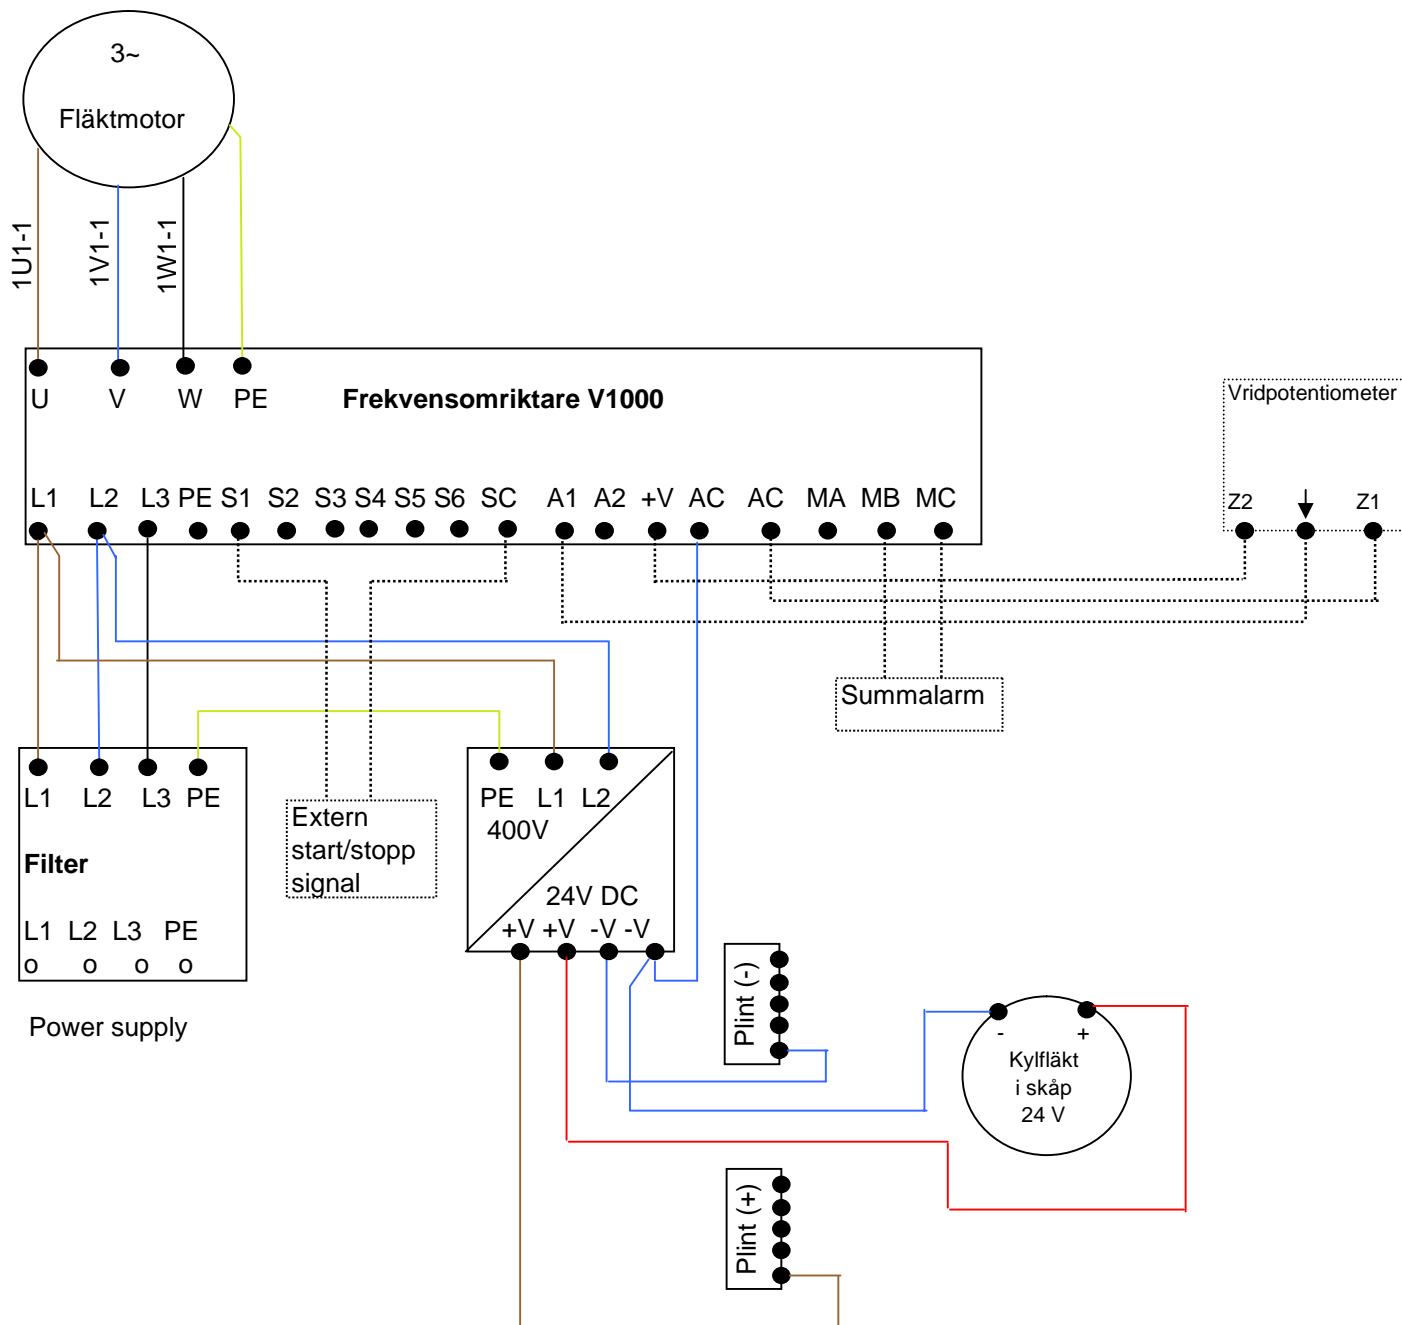 3~
Fläktmotor
1U1-1
1V1-1
1W1-1
U V W PE Frekvensomriktare V1000
Vridpotentiometer
L1 L2 L3 PE S1 S2 S3 S4 S5 S6 SC A1 A2 +V AC AC MA MB MC
Z2 Z1
Summalarm
L1 L2 L3 PE
Filter
L1 L2 L3 PE
o o o o
Power supply
Extern
start/stopp
signal
PE L1 L2
400V
24V DC
+V +V -V -V
Plint (-)
- +
Kylfläkt
i skåp
24 V
Plint (+)